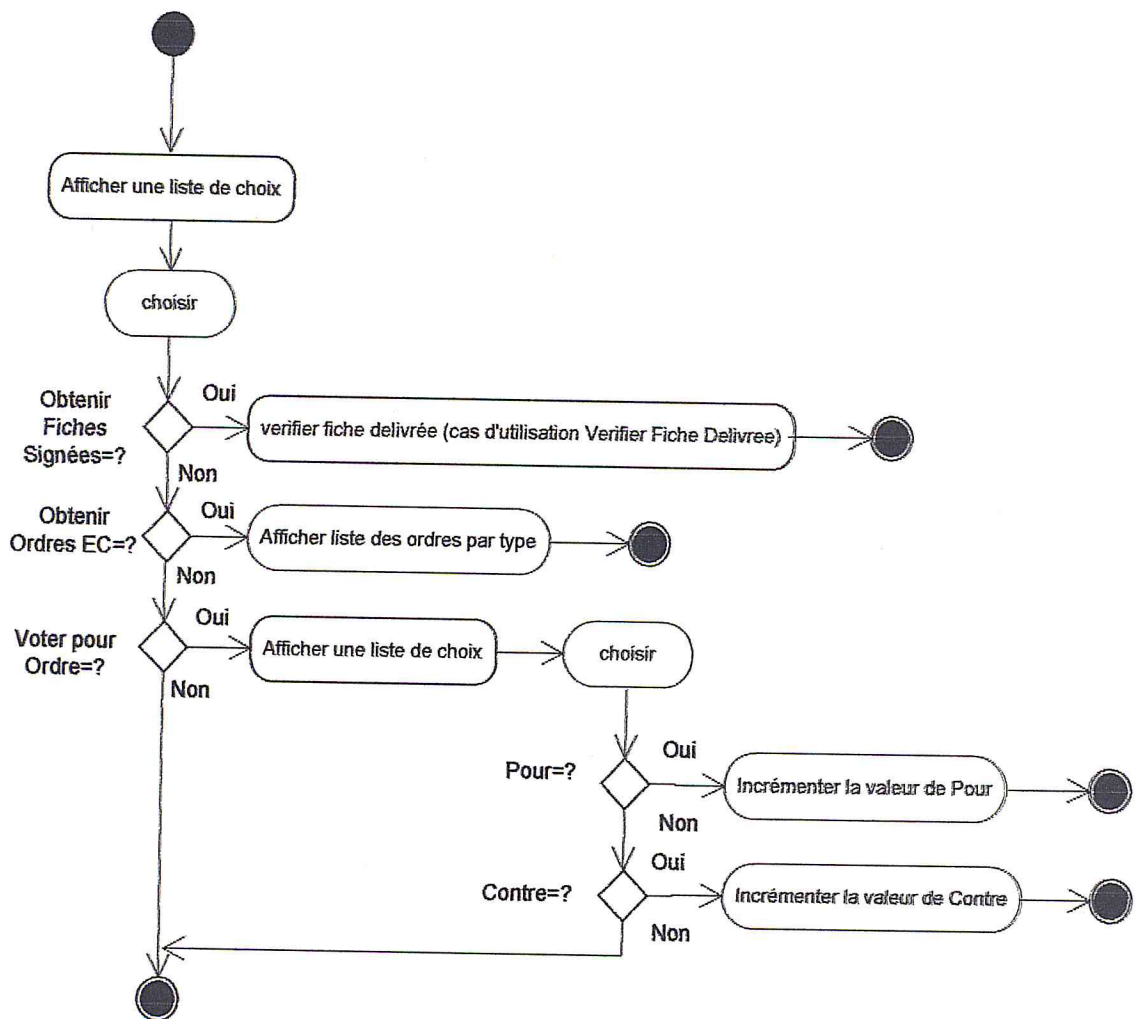 Afficher une liste de choix
choisir
Obtenir
Fiches
Signées=?
Oui
verifier fiche delivrée (cas d'utilisation Verifier Fiche Delivree)
Non
Obtenir
Ordres EC=?
Oui
Afficher liste des ordres par type
Non
Voter pour
Ordre=?
Oui
Afficher une liste de choix
choisir
Non
Pour=?
Oui
Incrémenter la valeur de Pour
Non
Contre=?
Oui
Incrémenter la valeur de Contre
Non